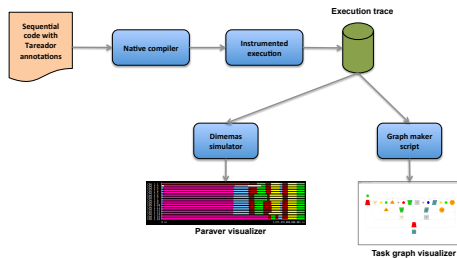 Execution trace
Sequential
code with
Tareador
annotations
Native compiler
Instrumented
execution
Dimemas
simulator
Graph maker
script
Paraver visualizer
Task graph visualizer